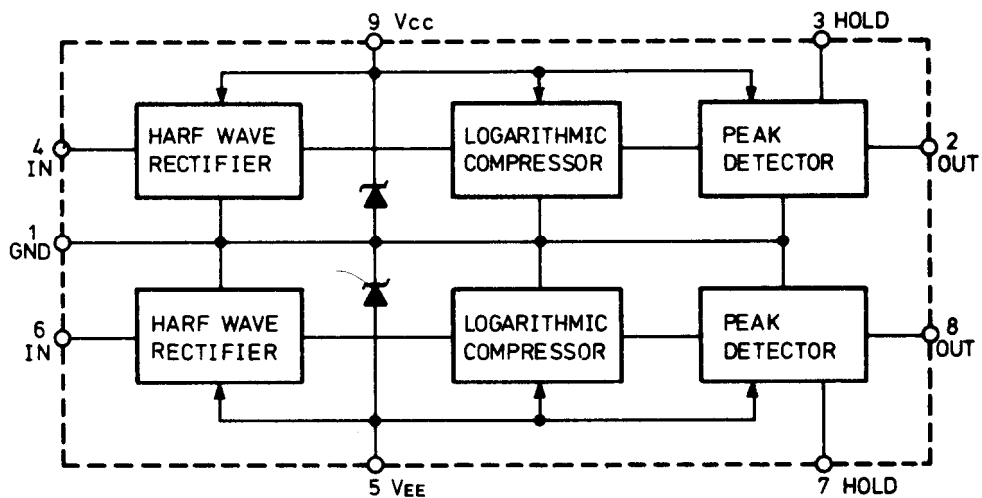 9 Vcc
3 HOLD
4
IN
HARF WAVE
RECTIFIER
LOGARITHMIC
COMPRESSOR
PEAK
DETECTOR
2
OUT
1
GND
6
IN
HARF WAVE
RECTIFIER
LOGARITHMIC
COMPRESSOR
PEAK
DETECTOR
8
OUT
5 VEE
7 HOLD